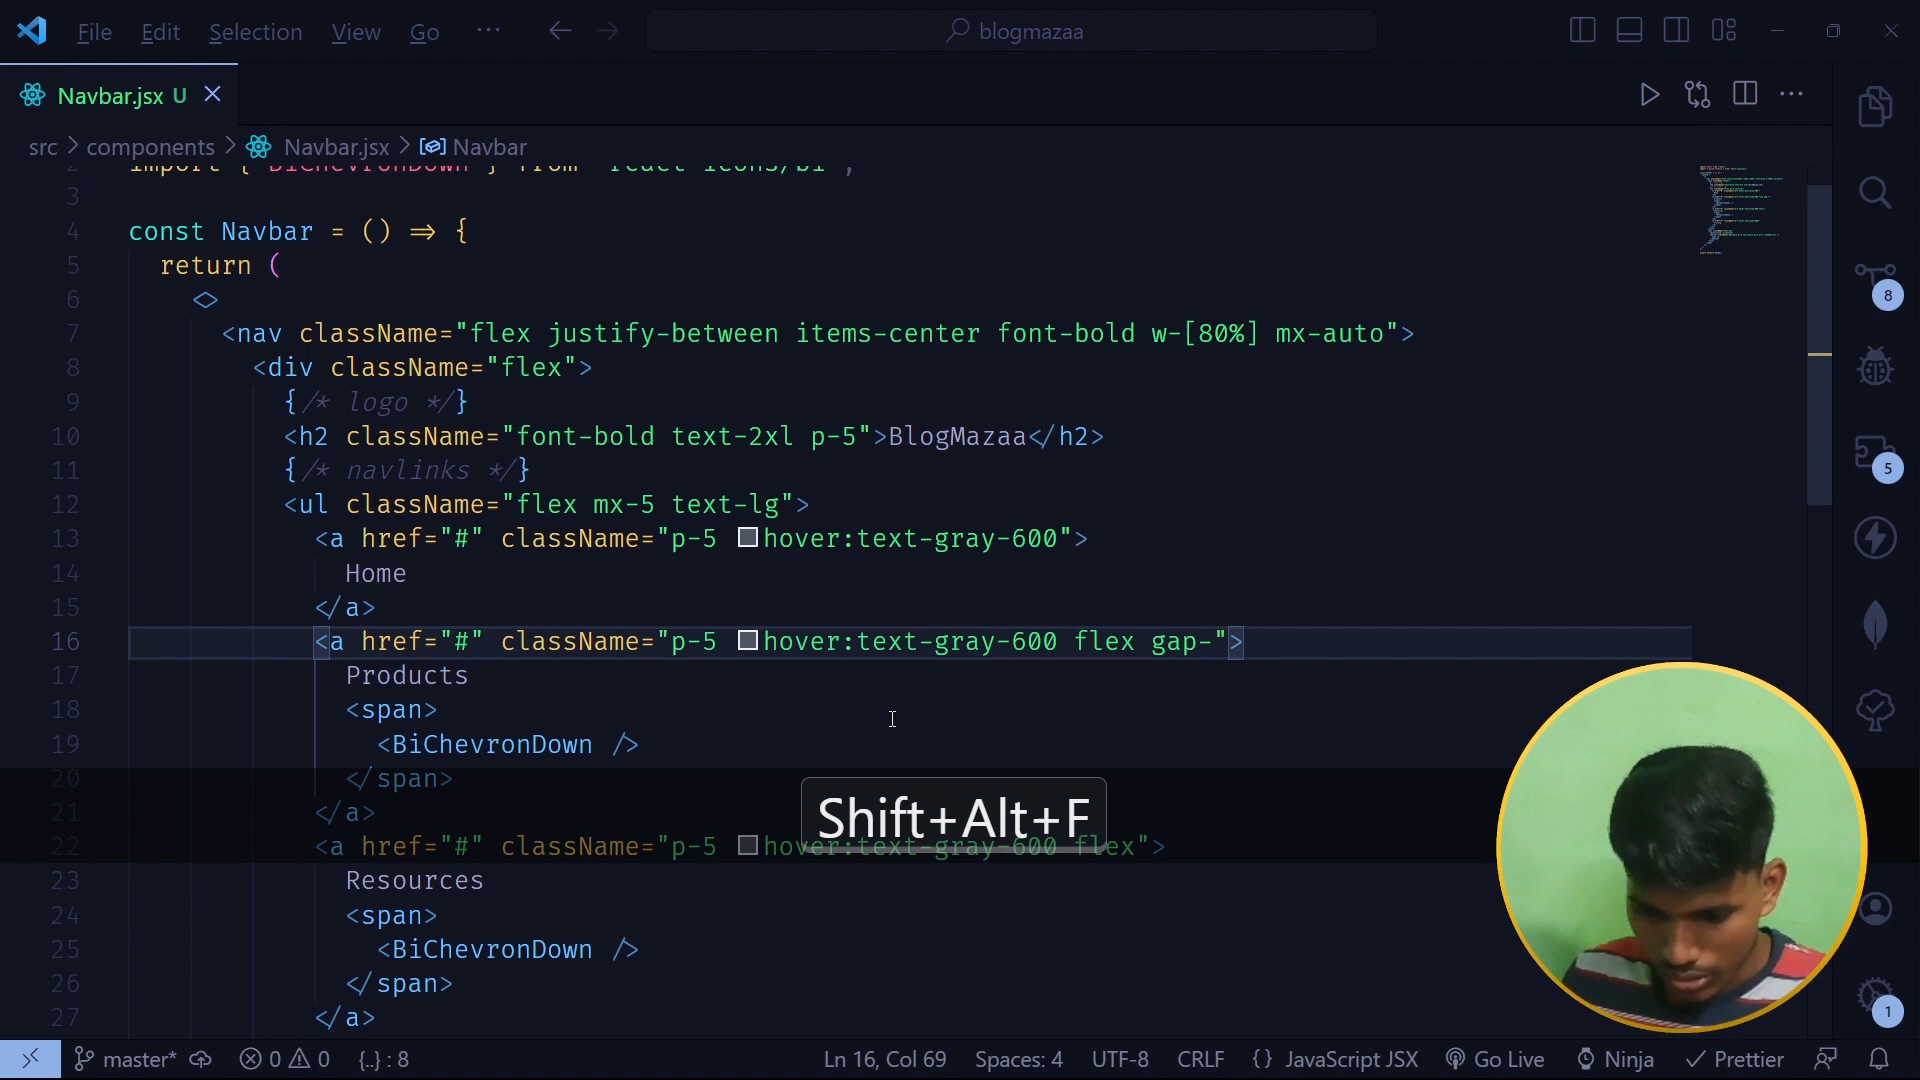 File Edit Selection View Go ··· blogmazaa
Navbar.jsx U
src > components > Navbar.jsx > Navbar
2 import { BiChevronDown } from "react-icons/bi";
3
4 const Navbar = () => {
5 return (
6 <>
7 <nav className="flex justify-between items-center font-bold w-[80%] mx-auto">
8 <div className="flex">
9 {/* logo */}
10 <h2 className="font-bold text-2xl p-5">BlogMazaa</h2>
11 {/* navlinks */}
12 <ul className="flex mx-5 text-lg">
13 <a href="#" className="p-5 hover:text-gray-600">
14 Home
15 </a>
16 <a href="#" className="p-5 hover:text-gray-600 flex gap-">
17 Products
18 <span>
19 <BiChevronDown />
20 </span>
21 </a>
22 <a href="#" className="p-5 hover:text-gray-600 flex">
23 Resources
24 <span>
25 <BiChevronDown />
26 </span>
27 </a>
Shift+Alt+F
8
5
1
master* 0 0 {..} : 8 Ln 16, Col 69 Spaces: 4 UTF-8 CRLF {} JavaScript JSX Go Live Ninja Prettier